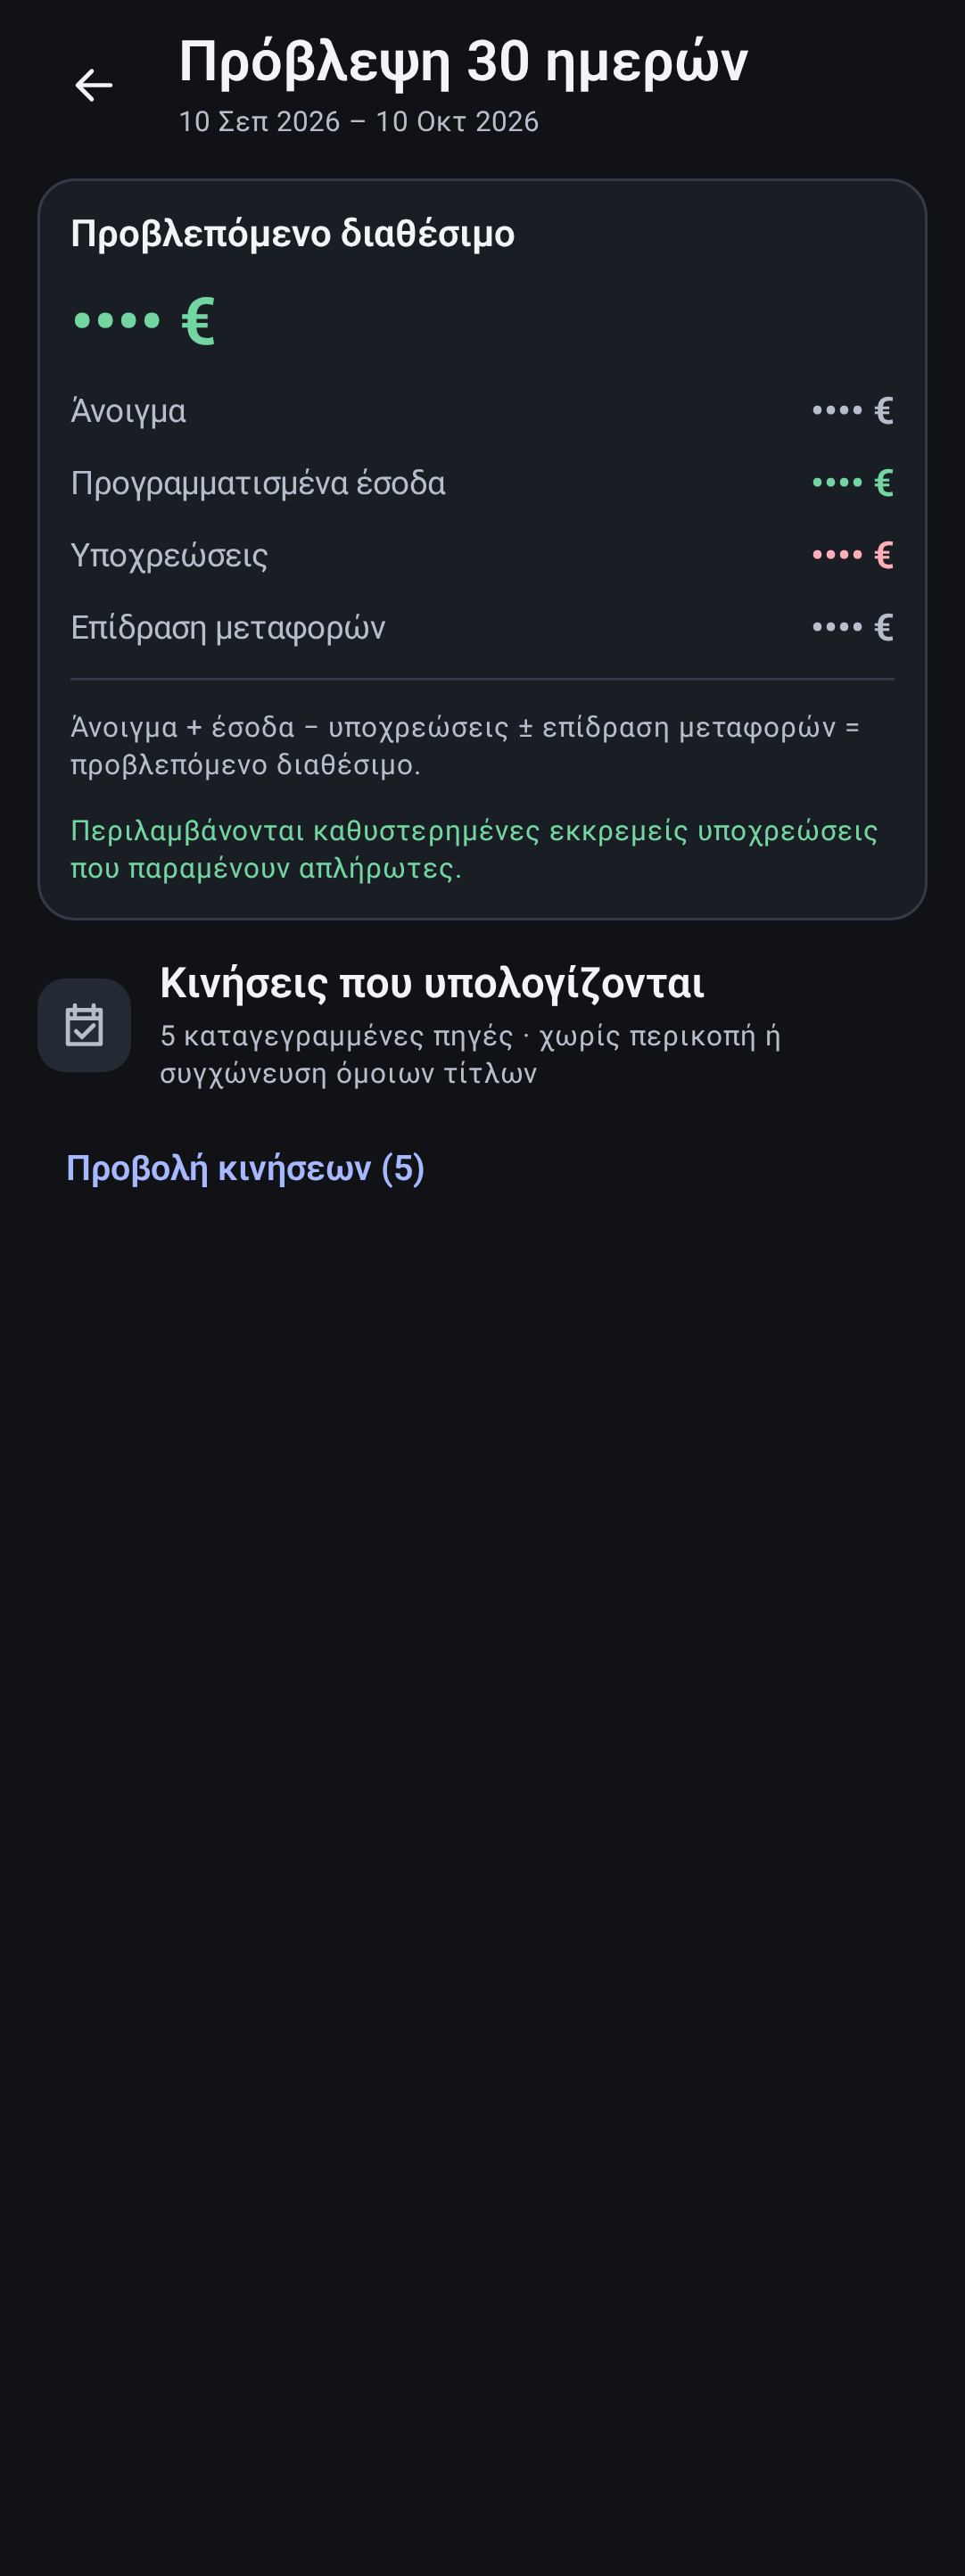 Πρόβλεψη 30 ημερών
10 Σεπ 2026 – 10 Οκτ 2026
Προβλεπόμενο διαθέσιμο
•••• €
Άνοιγμα •••• €
Προγραμματισμένα έσοδα •••• €
Υποχρεώσεις •••• €
Επίδραση μεταφορών •••• €
Άνοιγμα + έσοδα − υποχρεώσεις ± επίδραση μεταφορών =
προβλεπόμενο διαθέσιμο.
Περιλαμβάνονται καθυστερημένες εκκρεμείς υποχρεώσεις
που παραμένουν απλήρωτες.
Κινήσεις που υπολογίζονται
5 καταγεγραμμένες πηγές · χωρίς περικοπή ή
συγχώνευση όμοιων τίτλων
Προβολή κινήσεων (5)